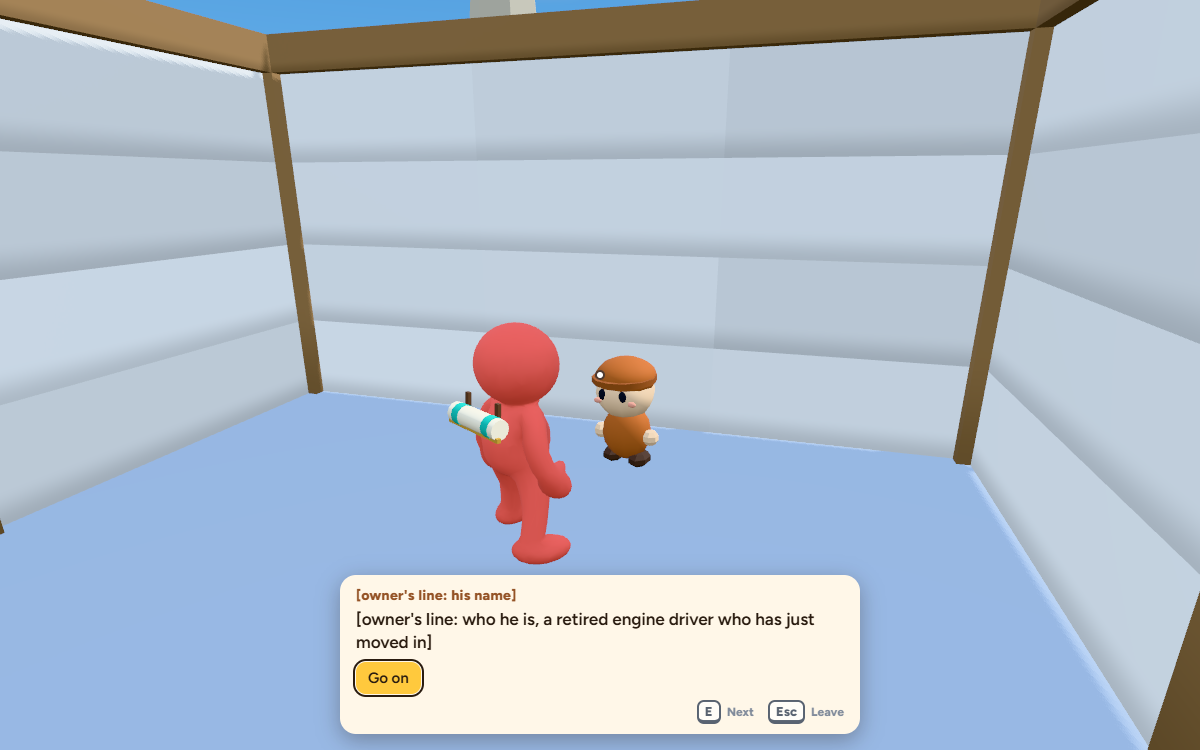 [owner's line: his name]
[owner's line: who he is, a retired engine driver who has just
moved in]
Go on
E Next Esc Leave